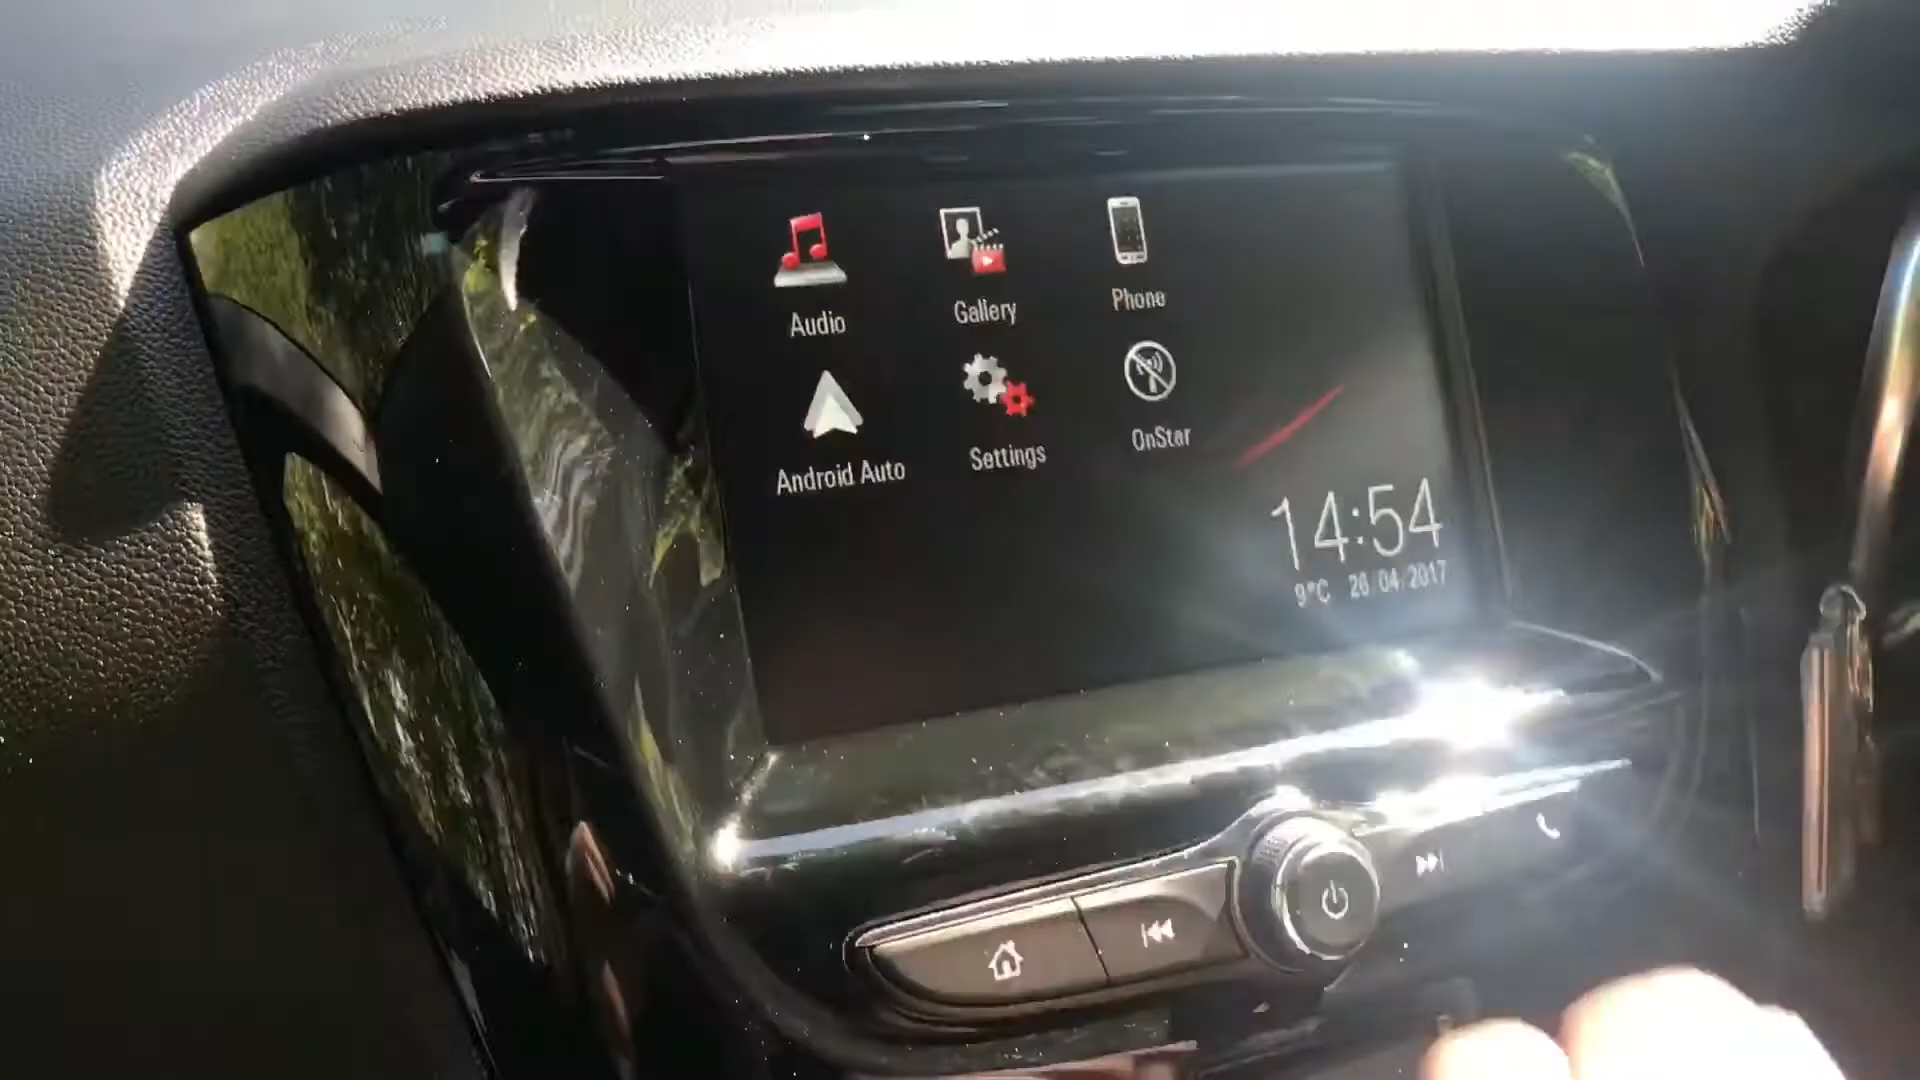 Audio
Gallery
Phone
Android Auto
Settings
OnStar
14:54
9°C 26.04.2017